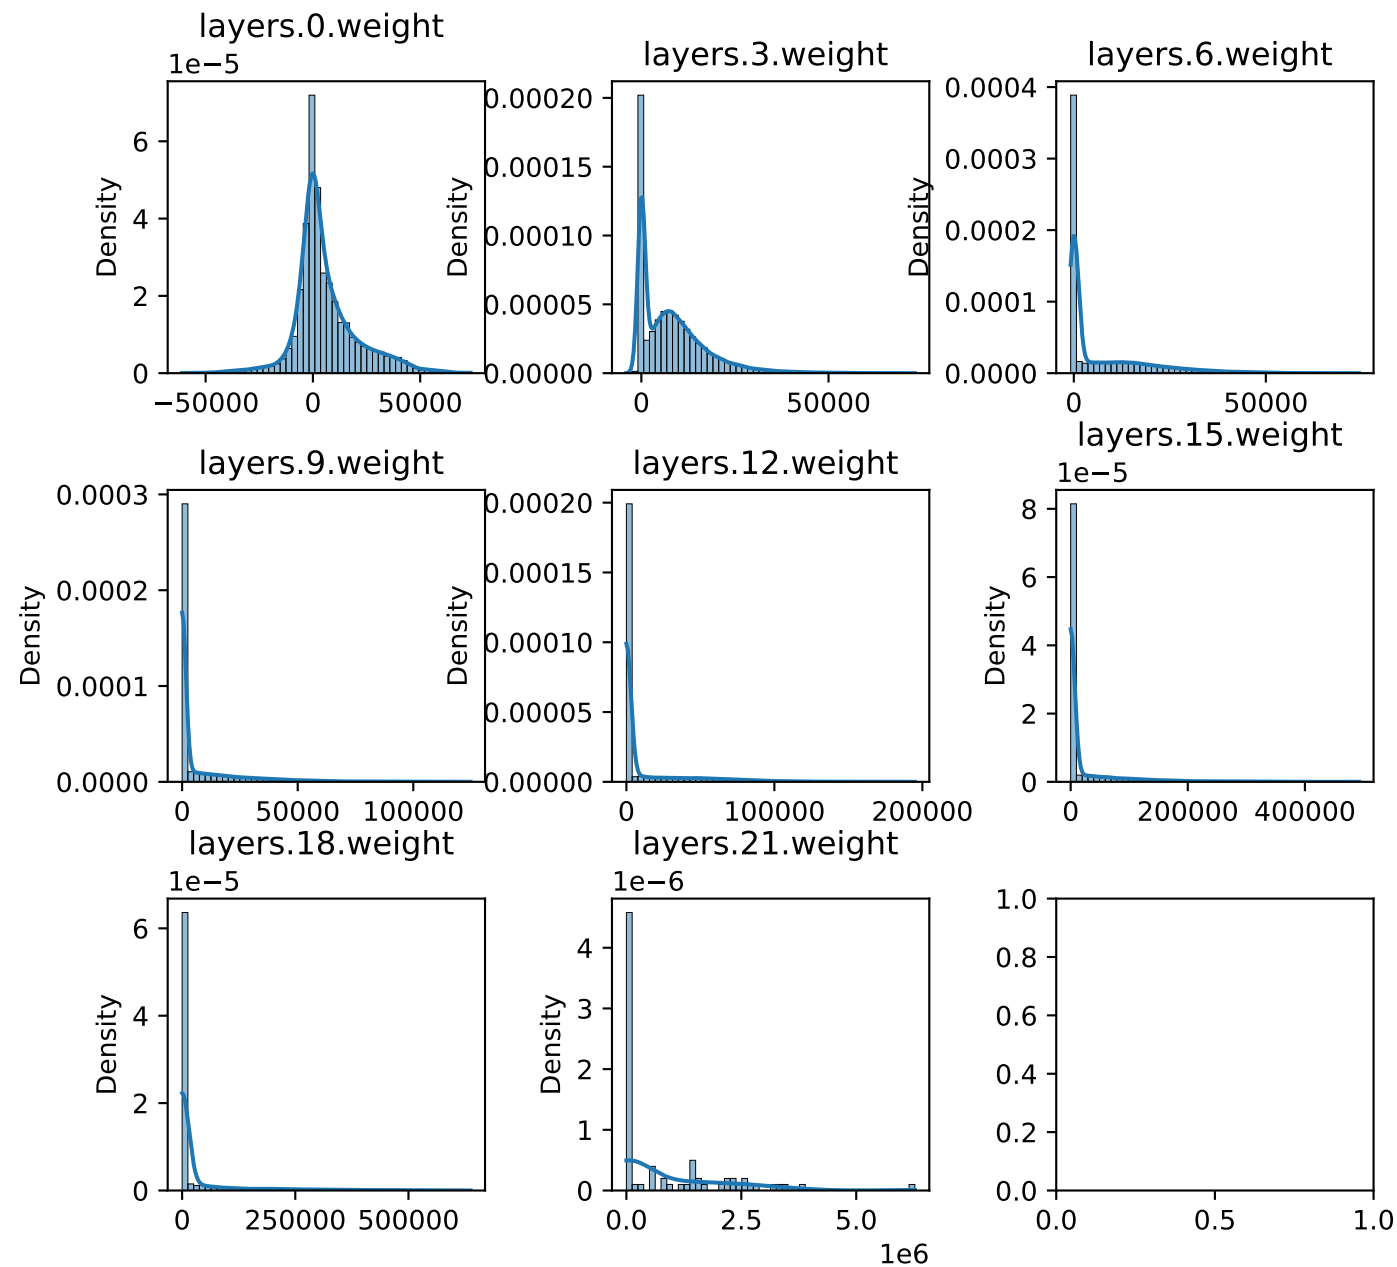 layers.0.weight
1e−5
Density
6
4
2
0
−50000 0 50000
layers.3.weight
Density
0.00020
0.00015
0.00010
0.00005
0.00000
0 50000
layers.6.weight
Density
0.0004
0.0003
0.0002
0.0001
0.0000
0 50000
layers.9.weight
Density
0.0003
0.0002
0.0001
0.0000
0 50000 100000
layers.12.weight
Density
0.00020
0.00015
0.00010
0.00005
0.00000
0 100000 200000
layers.15.weight
1e−5
Density
8
6
4
2
0
0 200000 400000
layers.18.weight
1e−5
Density
6
4
2
0
0 250000 500000
layers.21.weight
1e−6
Density
4
3
2
1
0
0.0 2.5 5.0
1e6
1.0
0.8
0.6
0.4
0.2
0.0
0.0 0.5 1.0